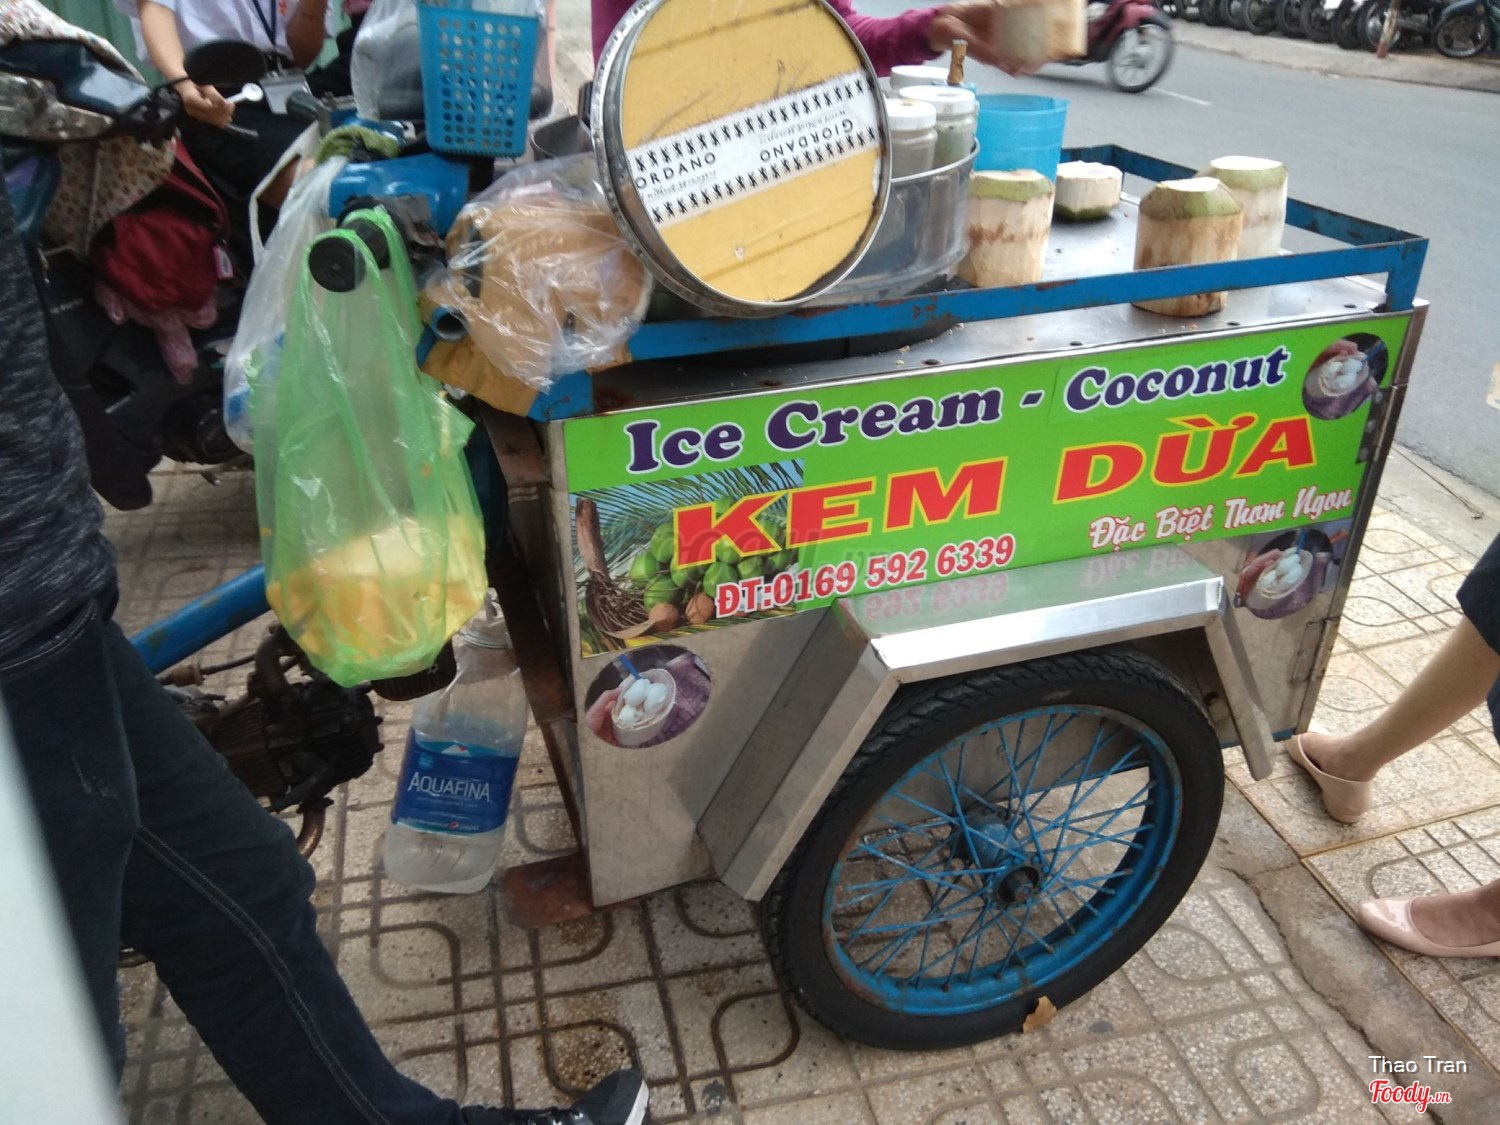 GIORDANO
ORDANO
Ice Cream - Coconut
KEM DỪA
Đặc Biệt Thơm Ngon
ĐT:0169 592 6339
AQUAFINA
Thao Tran
Foody.vn